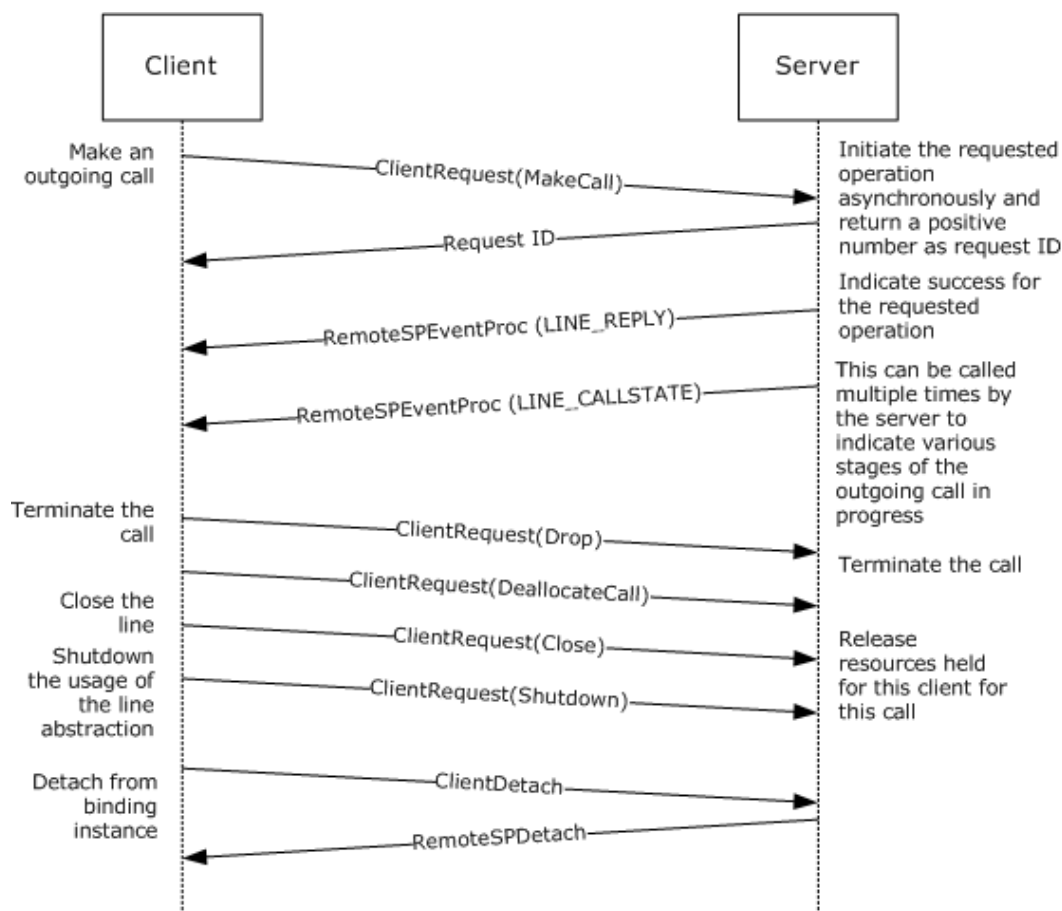 Client
Server
Make an
outgoing call
ClientRequest(MakeCall)
Initiate the requested
operation
asynchronously and
return a positive
number as request ID
Request ID
Indicate success for
the requested
operation
RemoteSPEventProc (LINE_REPLY)
This can be called
multiple times by
the server to
indicate various
stages of the
outgoing call in
progress
RemoteSPEventProc (LINE_CALLSTATE)
Terminate the
call
ClientRequest(Drop)
Terminate the call
ClientRequest(DeallocateCall)
Close the
line
ClientRequest(Close)
Release
resources held
for this client for
this call
Shutdown
the usage of
the line
abstraction
ClientRequest(Shutdown)
Detach from
binding
instance
ClientDetach
RemoteSPDetach